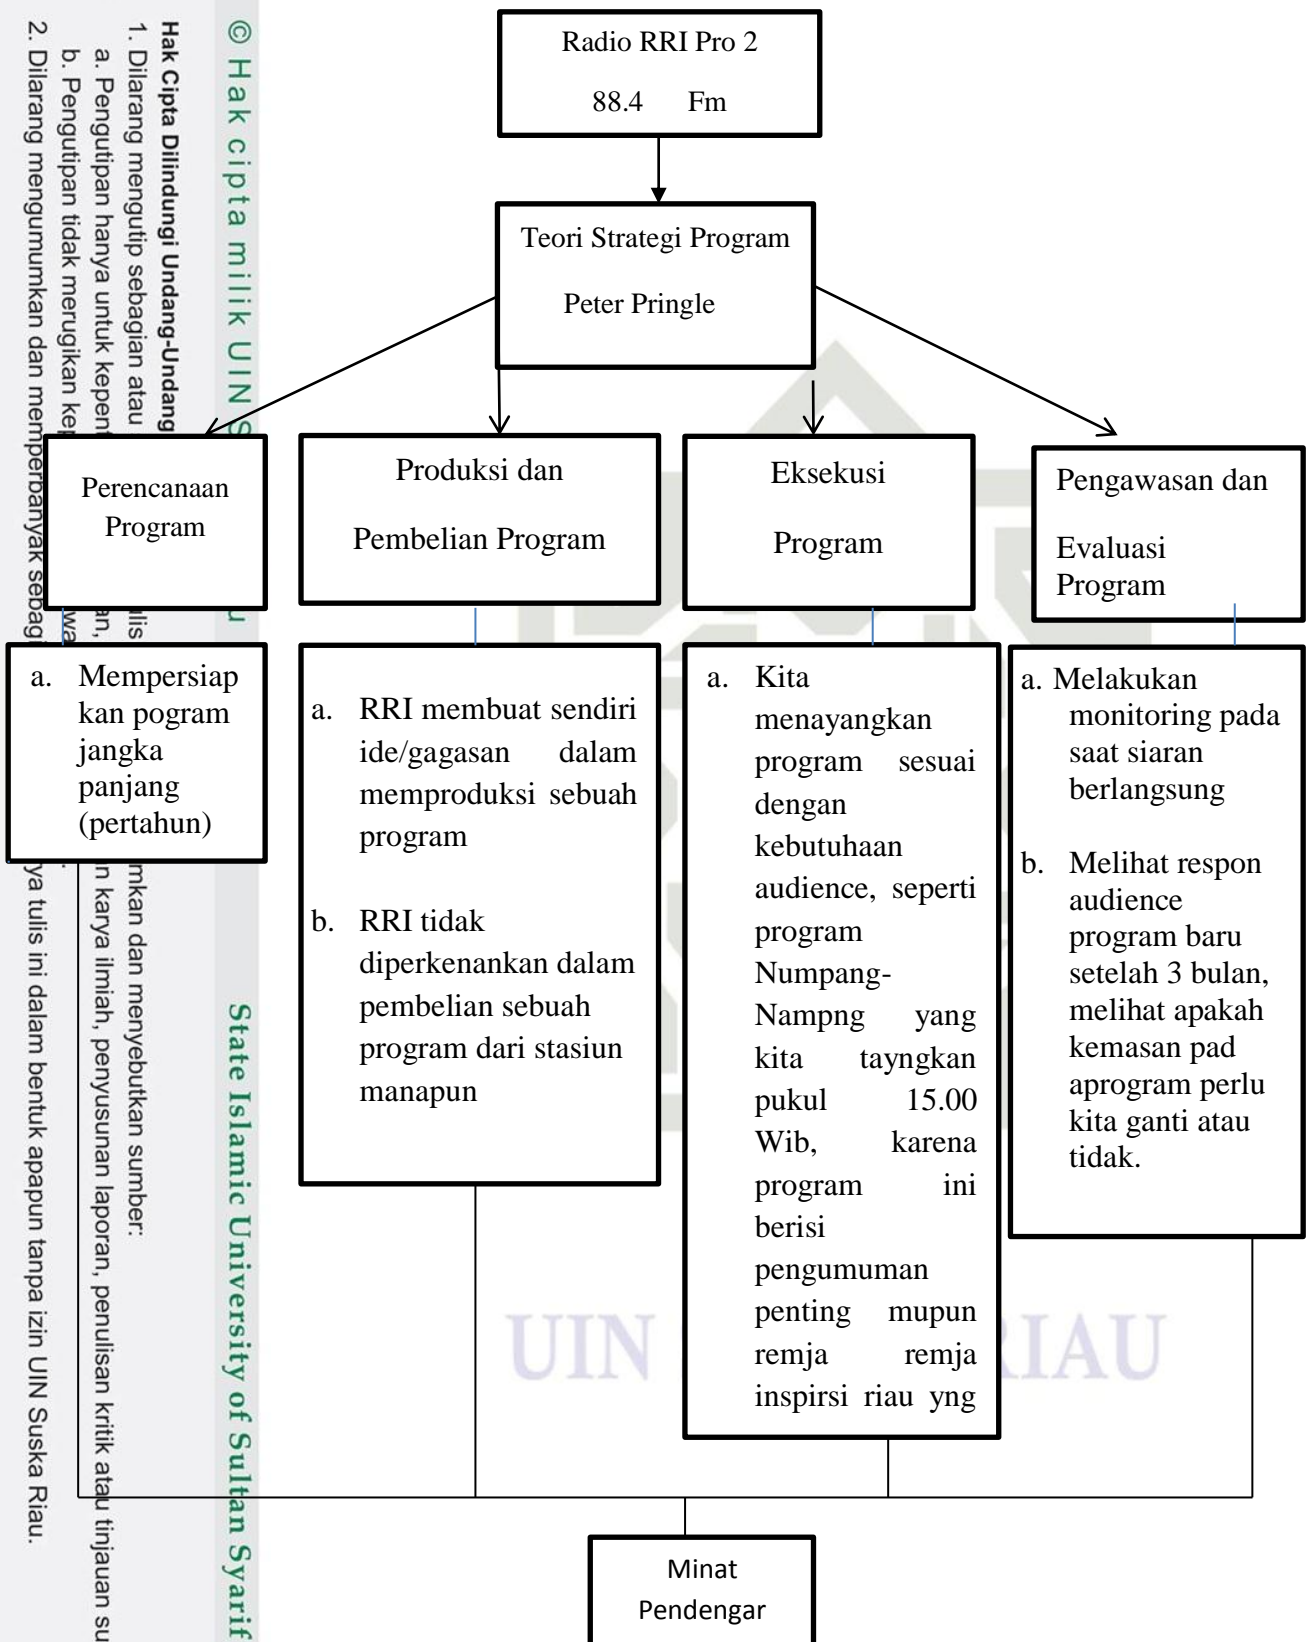 Radio RRI Pro 2
88.4 Fm
Teori Strategi Program
Peter Pringle
Perencanaan
Program
Produksi dan
Pembelian Program
Eksekusi
Program
Pengawasan dan
Evaluasi
Program
a. Mempersiap
kan pogram
jangka
panjang
(pertahun)
a. RRI membuat sendiri
ide/gagasan dalam
memproduksi sebuah
program
b. RRI tidak
diperkenankan dalam
pembelian sebuah
program dari stasiun
manapun
a. Kita
menayangkan
program sesuai
dengan
kebutuhaan
audience, seperti
program
Numpang-
Nampng yang
kita tayngkan
pukul 15.00
Wib, karena
program ini
berisi
pengumuman
penting mupun
remja remja
inspirsi riau yng
a. Melakukan
monitoring pada
saat siaran
berlangsung
b. Melihat respon
audience
program baru
setelah 3 bulan,
melihat apakah
kemasan pad
aprogram perlu
kita ganti atau
tidak.
Minat
Pendengar
© Hak cipta milik UIN
State Islamic University of Sultan Syarif
Hak Cipta Dilindungi Undang-Undang
1. Dilarang mengutip sebagian atau mkan dan menyebutkan sumber:
a. Pengutipan hanya untuk karya ilmiah, penyusunan laporan, penulisan kritik atau tinjauan
b. Pengutipan tidak merugikan
2. Dilarang mengumumkan dan memperbanyak tulis ini dalam bentuk apapun tanpa izin UIN Suska Riau.
UIN RIAU